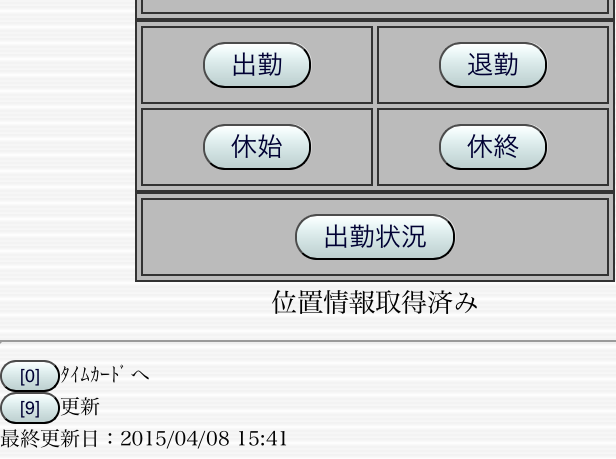 出勤 退勤
休始 休終
出勤状況
位置情報取得済み
[0] ﾀｲﾑｶｰﾄﾞへ
[9] 更新
最終更新日：2015/04/08 15:41